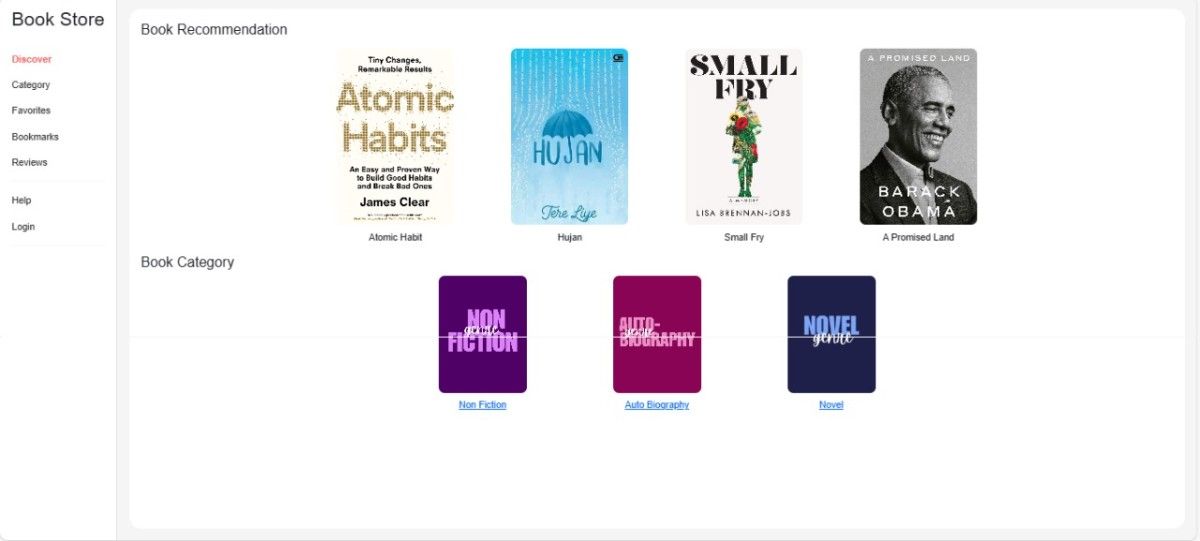 Book Store
Discover
Category
Favorites
Bookmarks
Reviews
Help
Login
Book Recommendation
Tiny Changes,
Remarkable Results
Atomic
Habits
An Easy and Proven Way
to Build Good Habits
and Break Bad Ones
James Clear
Atomic Habit
HUJAN
Tere Liye
Hujan
SMALL
FRY
A MEMOIR
LISA BRENNAN-JOBS
Small Fry
A PROMISED LAND
BARACK
OBAMA
A Promised Land
Book Category
NON
genre
FICTION
Non Fiction
AUTO-
genre
BIOGRAPHY
Auto Biography
NOVEL
genre
Novel